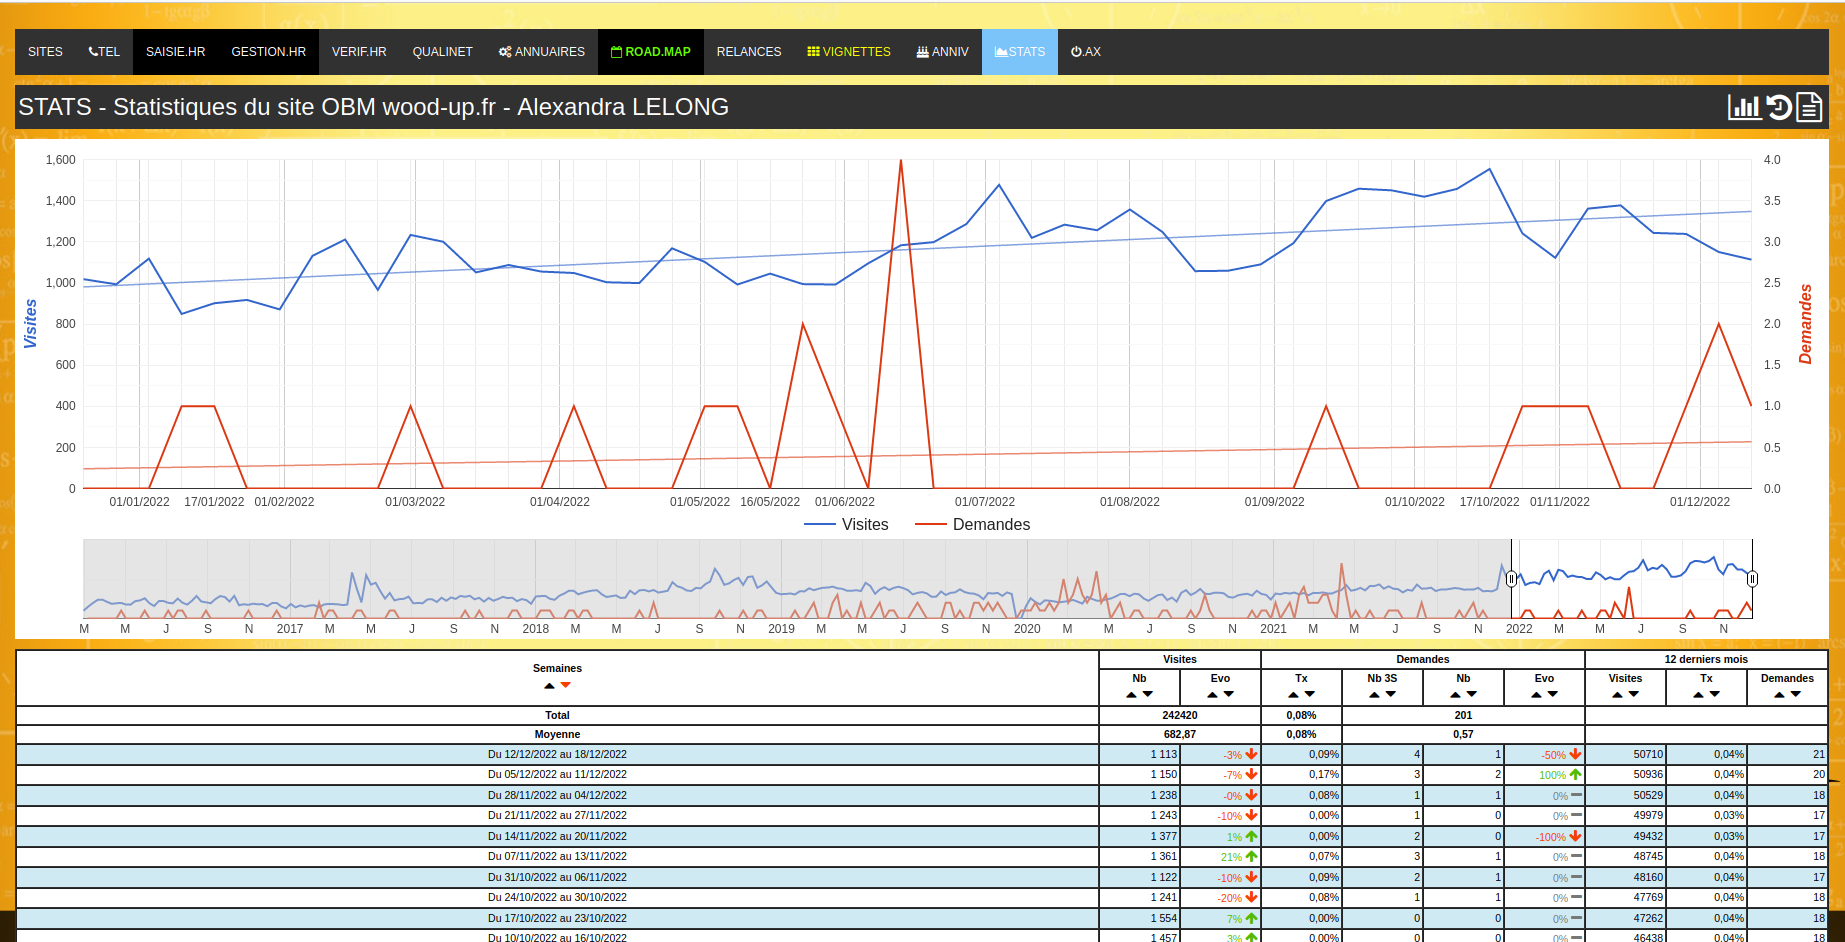 SITES TEL SAISIE.HR GESTION.HR VERIF.HR QUALINET ANNUAIRES ROAD.MAP RELANCES VIGNETTES ANNIV STATS .AX
STATS - Statistiques du site OBM wood-up.fr - Alexandra LELONG
1,600 4.0
1,400 3.5
1,200 3.0
1,000 2.5
800 2.0
600 1.5
400 1.0
200 0.5
0 0.0
Visites
Demandes
01/01/2022 17/01/2022 01/02/2022 01/03/2022 01/04/2022 01/05/2022 16/05/2022 01/06/2022 01/07/2022 01/08/2022 01/09/2022 01/10/2022 17/10/2022 01/11/2022 01/12/2022
Visites Demandes
M M J S N 2017 M M J S N 2018 M M J S N 2019 M M J S N 2020 M M J S N 2021 M M J S N 2022 M M J S N
Semaines Visites Demandes 12 derniers mois
Nb Evo Tx Nb 3S Nb Evo Visites Tx Demandes
Total 242420 0,08% 201
Moyenne 682,87 0,08% 0,57
Du 12/12/2022 au 18/12/2022 1 113 -3% 0,09% 4 1 -50% 50710 0,04% 21
Du 05/12/2022 au 11/12/2022 1 150 -7% 0,17% 3 2 100% 50936 0,04% 20
Du 28/11/2022 au 04/12/2022 1 238 -0% 0,08% 1 1 0% 50529 0,04% 18
Du 21/11/2022 au 27/11/2022 1 243 -10% 0,00% 1 0 0% 49979 0,03% 17
Du 14/11/2022 au 20/11/2022 1 377 1% 0,00% 2 0 -100% 49432 0,03% 17
Du 07/11/2022 au 13/11/2022 1 361 21% 0,07% 3 1 0% 48745 0,04% 18
Du 31/10/2022 au 06/11/2022 1 122 -10% 0,09% 2 1 0% 48160 0,04% 17
Du 24/10/2022 au 30/10/2022 1 241 -20% 0,08% 1 1 0% 47769 0,04% 18
Du 17/10/2022 au 23/10/2022 1 554 7% 0,00% 0 0 0% 47262 0,04% 18
Du 10/10/2022 au 16/10/2022 1 457 3% 0,00% 0 0 0% 46438 0,04% 18